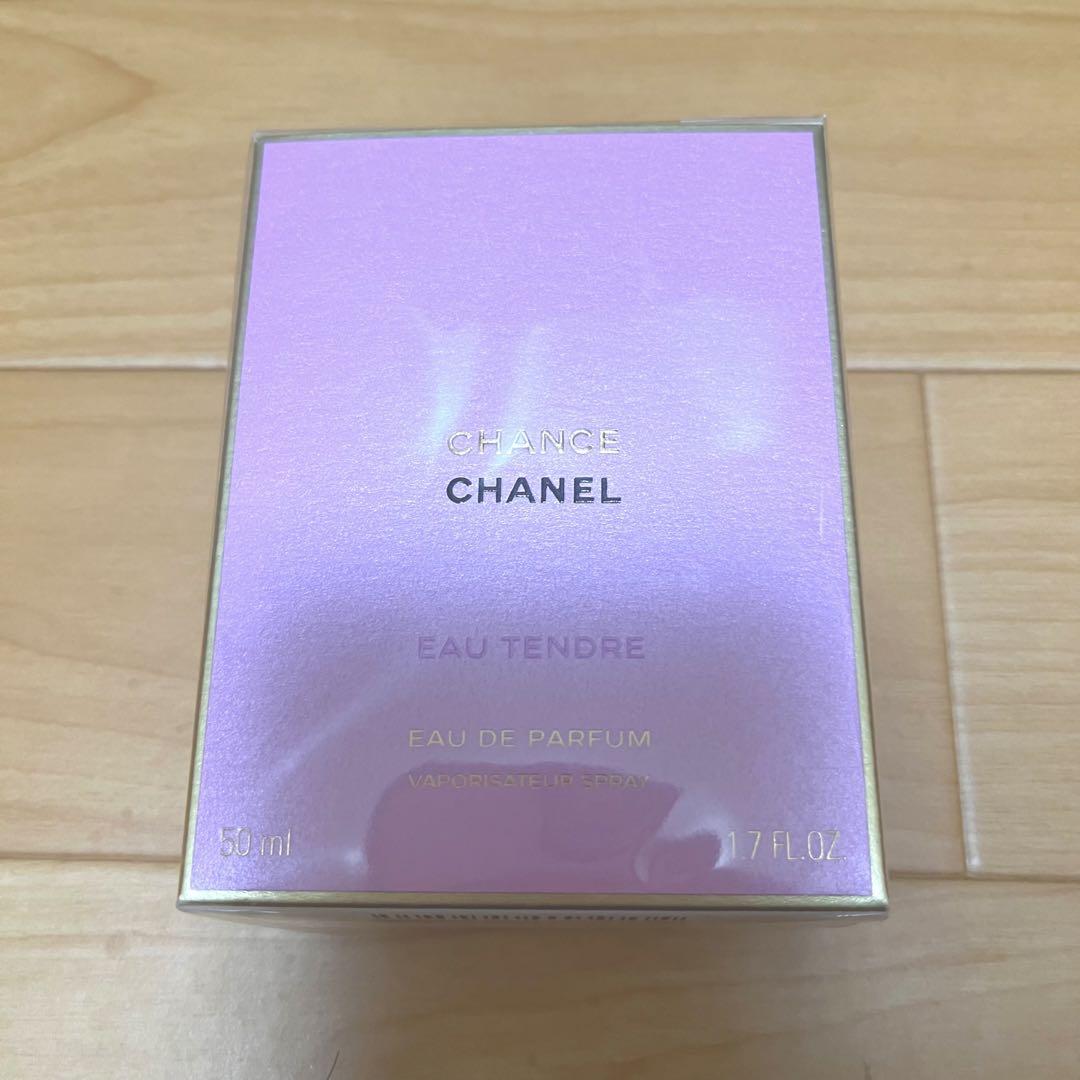 CHANCE
CHANEL
EAU TENDRE
EAU DE PARFUM
VAPORISATEUR SPRAY
50 ml 1.7 FL.OZ.